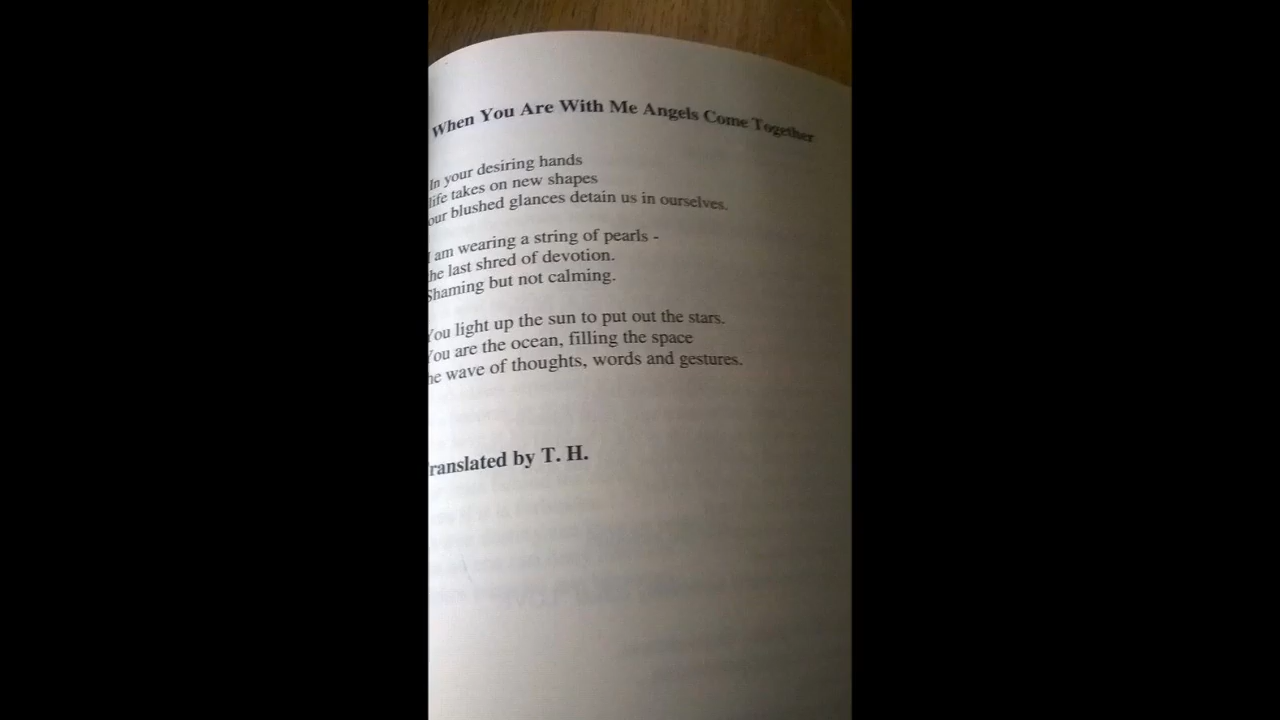 When You Are With Me Angels Come Together
In your desiring hands
life takes on new shapes
our blushed glances detain us in ourselves.
I am wearing a string of pearls -
he last shred of devotion.
Shaming but not calming.
You light up the sun to put out the stars.
You are the ocean, filling the space
he wave of thoughts, words and gestures.
ranslated by T. H.